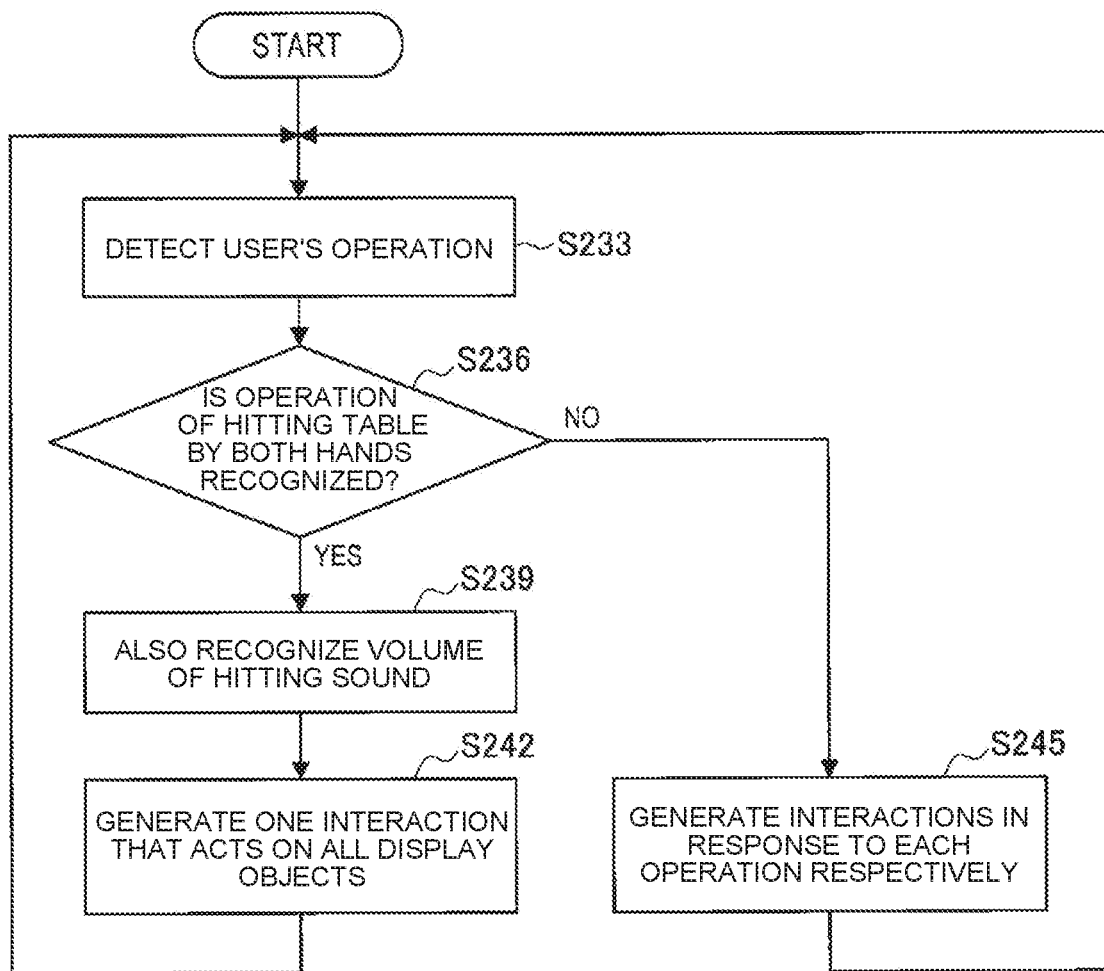 START
DETECT USER'S OPERATION
S233
S236
IS OPERATION
OF HITTING TABLE
BY BOTH HANDS
RECOGNIZED?
NO
YES
S239
ALSO RECOGNIZE VOLUME
OF HITTING SOUND
S242
GENERATE ONE INTERACTION
THAT ACTS ON ALL DISPLAY
OBJECTS
S245
GENERATE INTERACTIONS IN
RESPONSE TO EACH
OPERATION RESPECTIVELY